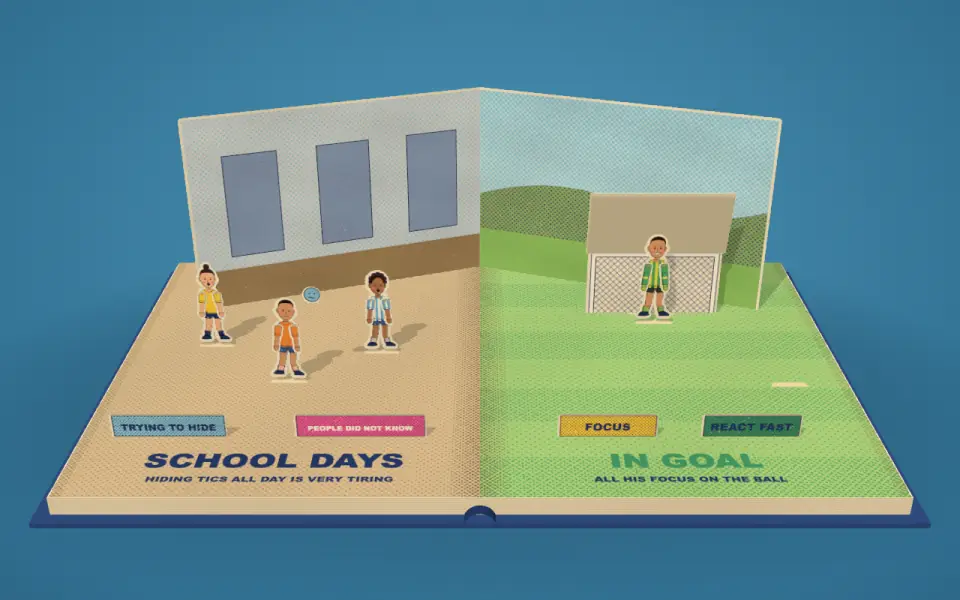 TRYING TO HIDE
PEOPLE DID NOT KNOW
SCHOOL DAYS
HIDING TICS ALL DAY IS VERY TIRING
FOCUS
REACT FAST
IN GOAL
ALL HIS FOCUS ON THE BALL